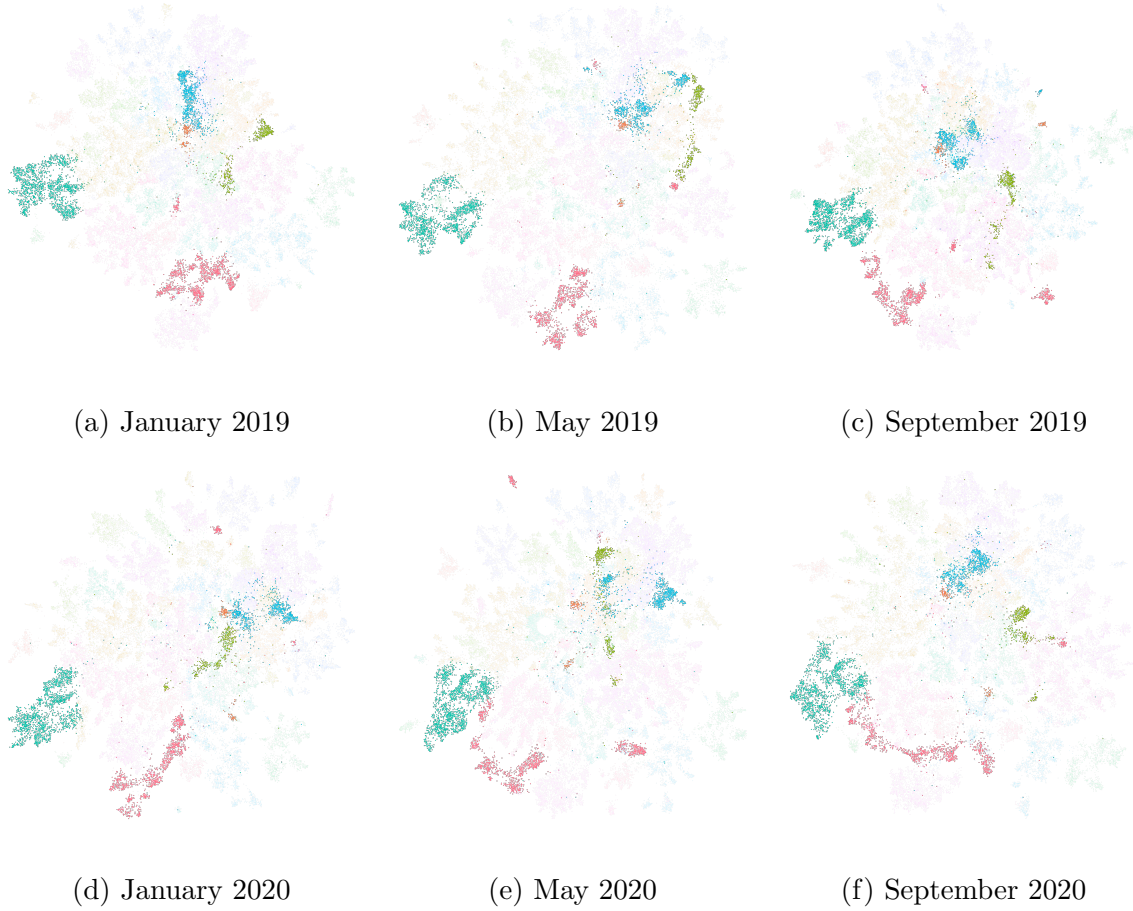 (a) January 2019
(b) May 2019
(c) September 2019
(d) January 2020
(e) May 2020
(f) September 2020